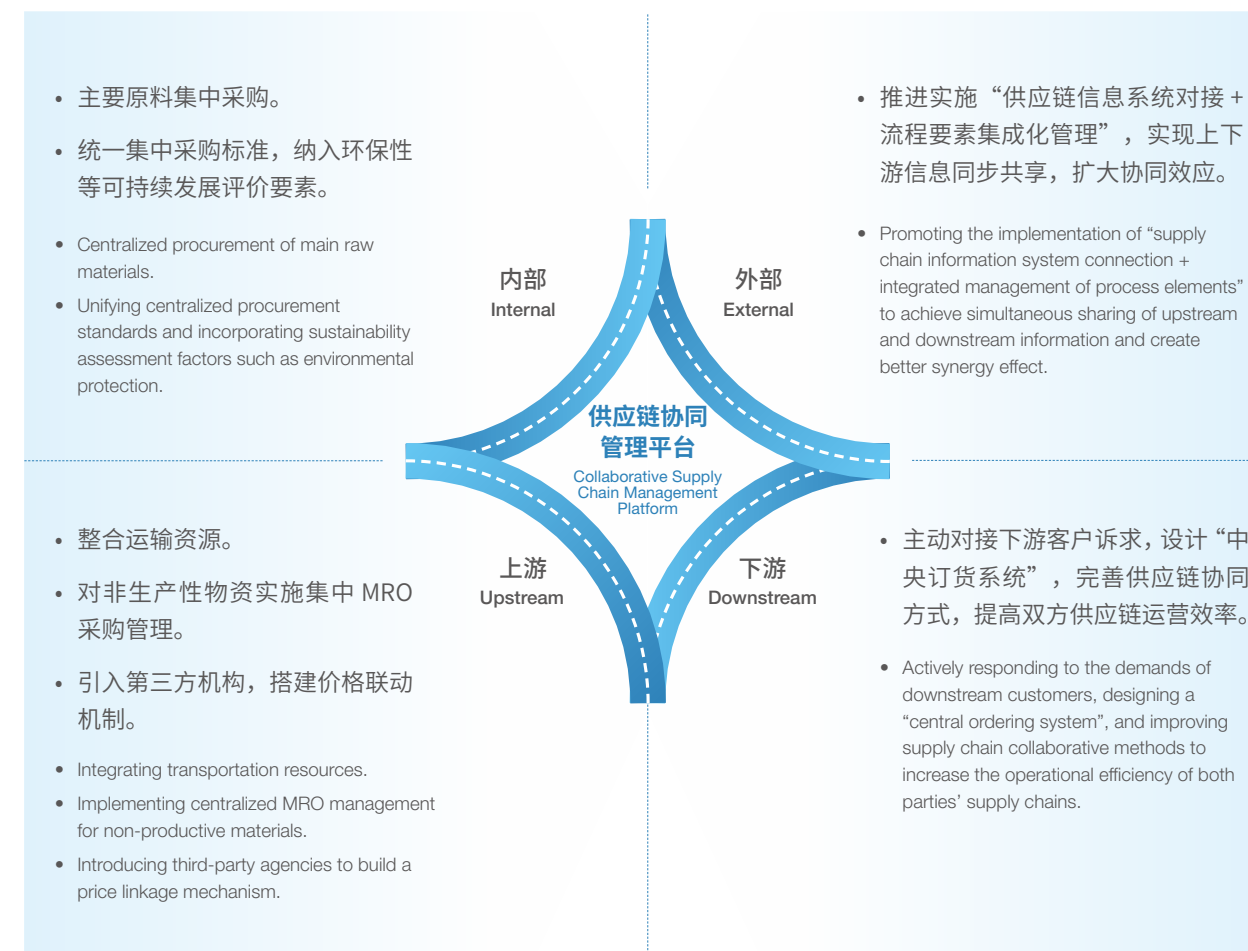 • 主要原料集中采购。
• 统一集中采购标准，纳入环保性
等可持续发展评价要素。
• Centralized procurement of main raw
materials.
• Unifying centralized procurement
standards and incorporating sustainability
assessment factors such as environmental
protection.
内部
Internal
外部
External
• 推进实施“供应链信息系统对接 +
流程要素集成化管理”，实现上下
游信息同步共享，扩大协同效应。
• Promoting the implementation of “supply
chain information system connection +
integrated management of process elements”
to achieve simultaneous sharing of upstream
and downstream information and create
better synergy effect.
供应链协同
管理平台
Collaborative Supply
Chain Management
Platform
• 整合运输资源。
• 对非生产性物资实施集中 MRO
采购管理。
• 引入第三方机构，搭建价格联动
机制。
• Integrating transportation resources.
• Implementing centralized MRO management
for non-productive materials.
• Introducing third-party agencies to build a
price linkage mechanism.
上游
Upstream
下游
Downstream
• 主动对接下游客户诉求，设计“中
央订货系统”，完善供应链协同
方式，提高双方供应链运营效率。
• Actively responding to the demands of
downstream customers, designing a
“central ordering system”, and improving
supply chain collaborative methods to
increase the operational efficiency of both
parties’ supply chains.